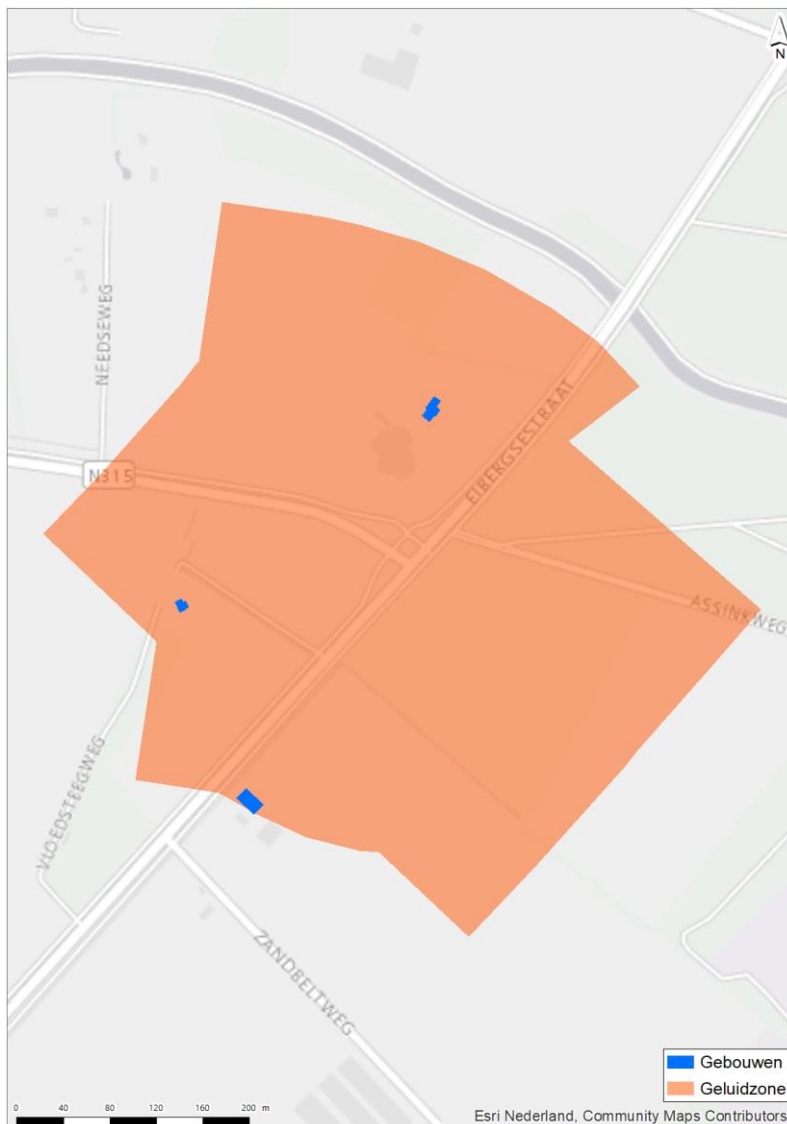 N
NEEDSEWEG
N315
EIBERGSESTRAAT
ASSINKWEG
VLOEDSTEEGWEG
ZANDBELTWEG
Gebouwen
Geluidzone
0 40 80 120 160 200 m
Esri Nederland, Community Maps Contributors